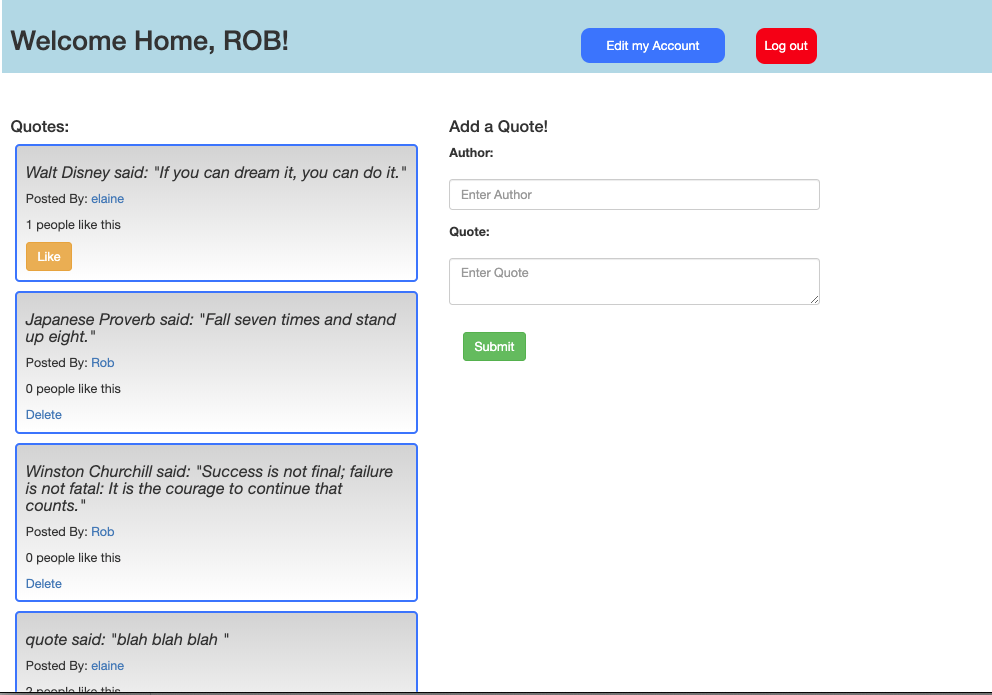 Welcome Home, ROB!
Edit my Account
Log out
Quotes:
Walt Disney said: "If you can dream it, you can do it."
Posted By: elaine
1 people like this
Like
Japanese Proverb said: "Fall seven times and stand
up eight."
Posted By: Rob
0 people like this
Delete
Winston Churchill said: "Success is not final; failure
is not fatal: It is the courage to continue that
counts."
Posted By: Rob
0 people like this
Delete
quote said: "blah blah blah "
Posted By: elaine
2 people like this
Add a Quote!
Author:
Enter Author
Quote:
Enter Quote
Submit